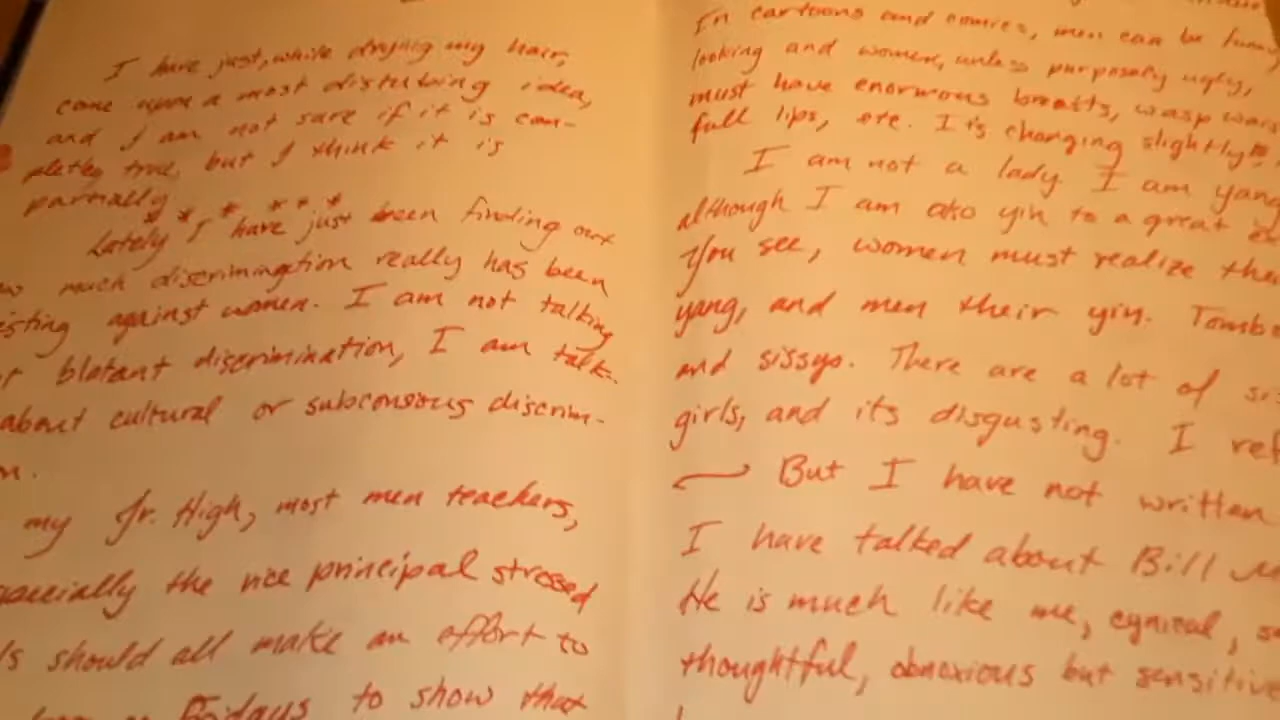 I have just, while drying my hair,
come upon a most disturbing idea,
and I am not sure if it is com-
pletey true, but I think it is
partially.
* * * * *
Lately I have just been finding out
much discrimination really has been
against women. I am not talking
blatant discrimination, I am talk-
about cultural or subconsous discrim-
my Jr. High, most men teachers,
the vice principal stressed
should all make an effort to
Fridays to show that
In cartoons and comics, men can be funny
looking and women, unless purposely ugly,
must have enormous breatts, wasp
full lips, etc. I is changing slightly
I am not a lady. I am yang
although I am also yin to a great
You see, women must realize
yang, and men their yin.
and sissys. There are a lot of
girls, and its disgusting. I
But I have not written
I have talked about Bill
He is much like me, cynical,
thoughtful, obnoxious but sensitive